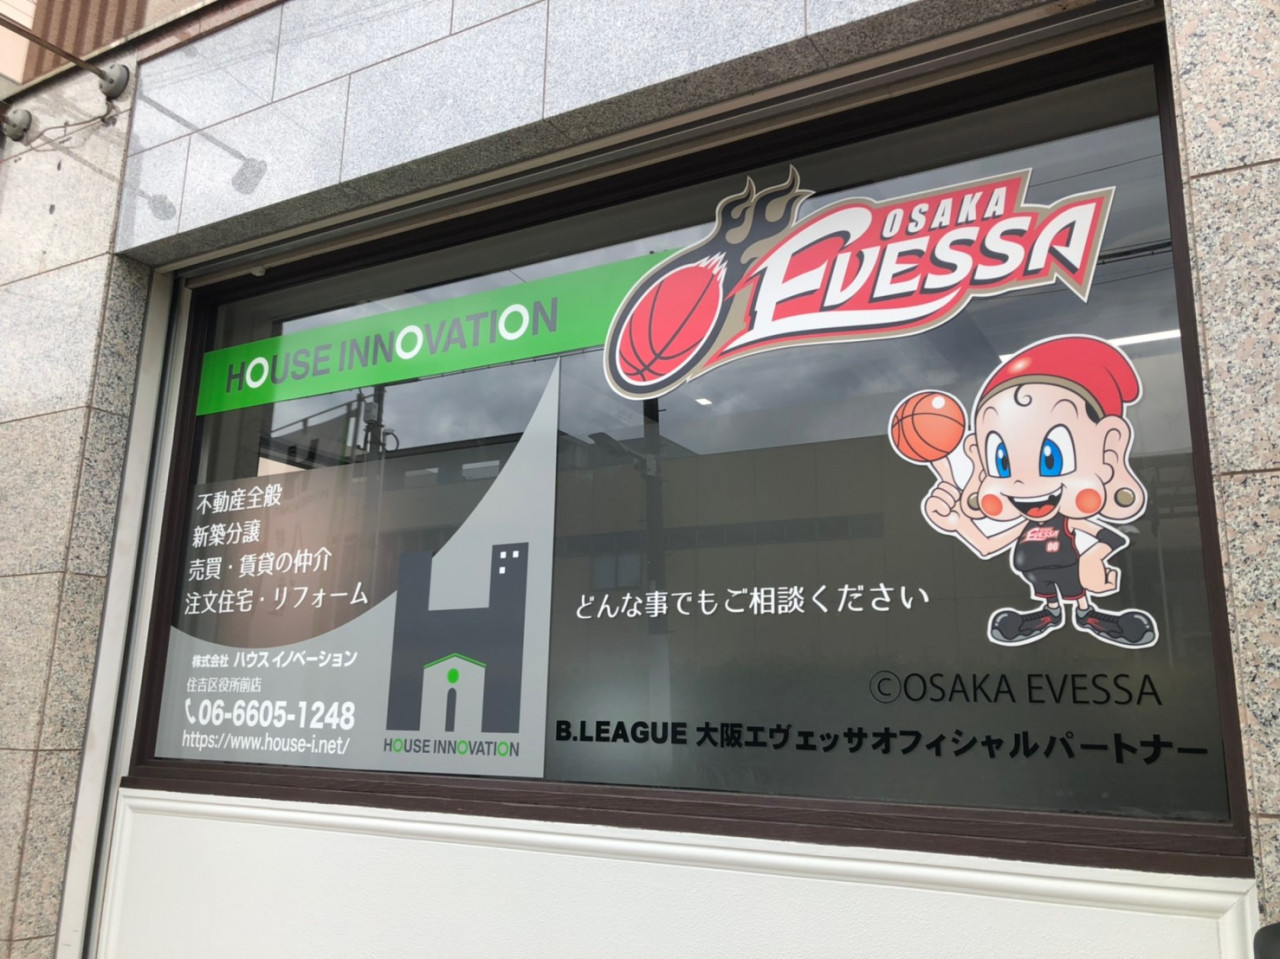 HOUSE INNOVATION
OSAKA
EVESSA
不動産全般
新築分譲
売買・賃貸の仲介
注文住宅・リフォーム
株式会社 ハウスイノベーション
住吉区役所前店
06-6605-1248
https://www.house-i.net/
HOUSE INNOVATION
どんな事でもご相談ください
EVESSA
00
©OSAKA EVESSA
B.LEAGUE 大阪エヴェッサオフィシャルパートナー